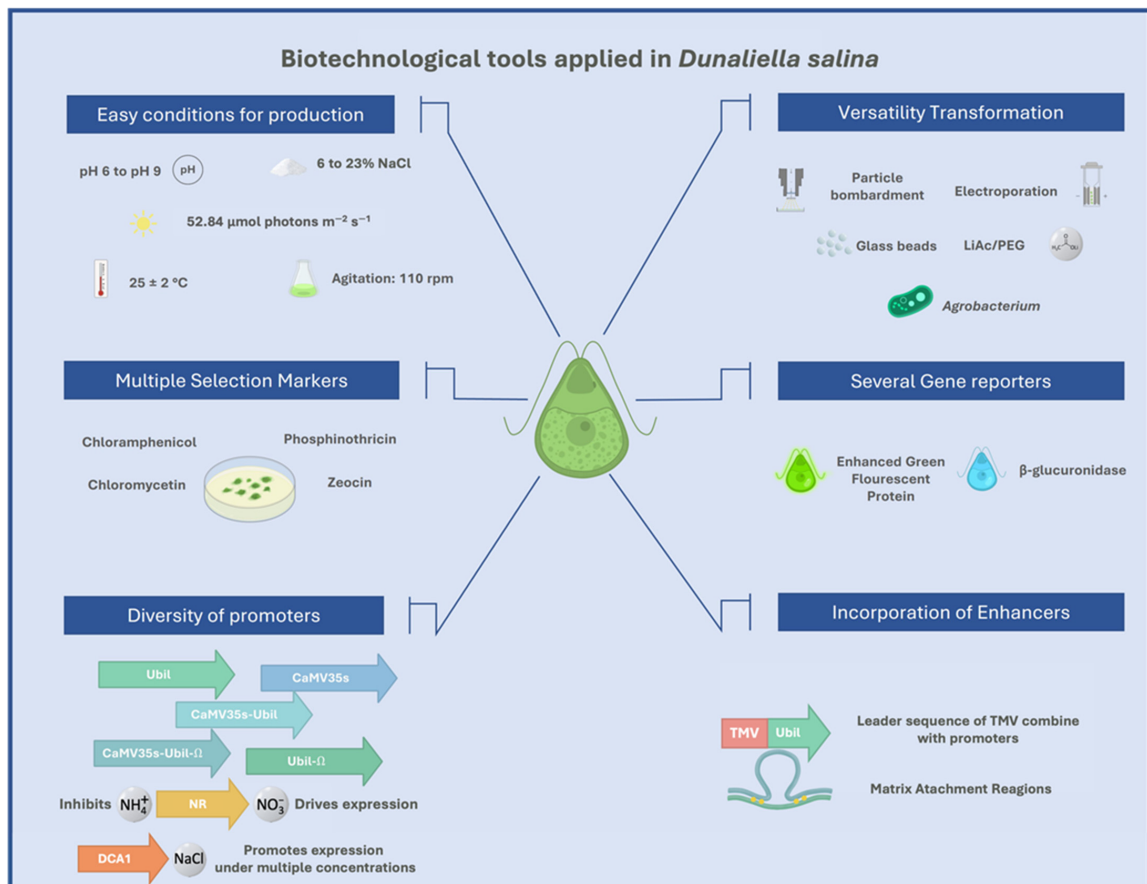 Biotechnological tools applied in Dunaliella salina
Easy conditions for production
pH 6 to pH 9
pH
6 to 23% NaCl
52.84 μmol photons m⁻² s⁻¹
25 ± 2 °C
Agitation: 110 rpm
Versatility Transformation
Particle
bombardment
Electroporation
Glass beads
LiAc/PEG
Agrobacterium
Multiple Selection Markers
Chloramphenicol
Phosphinothricin
Chloromycetin
Zeocin
Several Gene reporters
Enhanced Green
Flourescent
Protein
β-glucuronidase
Diversity of promoters
Ubil
CaMV35s
CaMV35s-Ubil
CaMV35s-Ubil-Ω
Ubil-Ω
Inhibits
NH₄⁺
NR
NO₃⁻
Drives expression
DCA1
NaCl
Promotes expression
under multiple concentrations
Incorporation of Enhancers
TMV
Ubil
Leader sequence of TMV combine
with promoters
Matrix Atachment Reagions